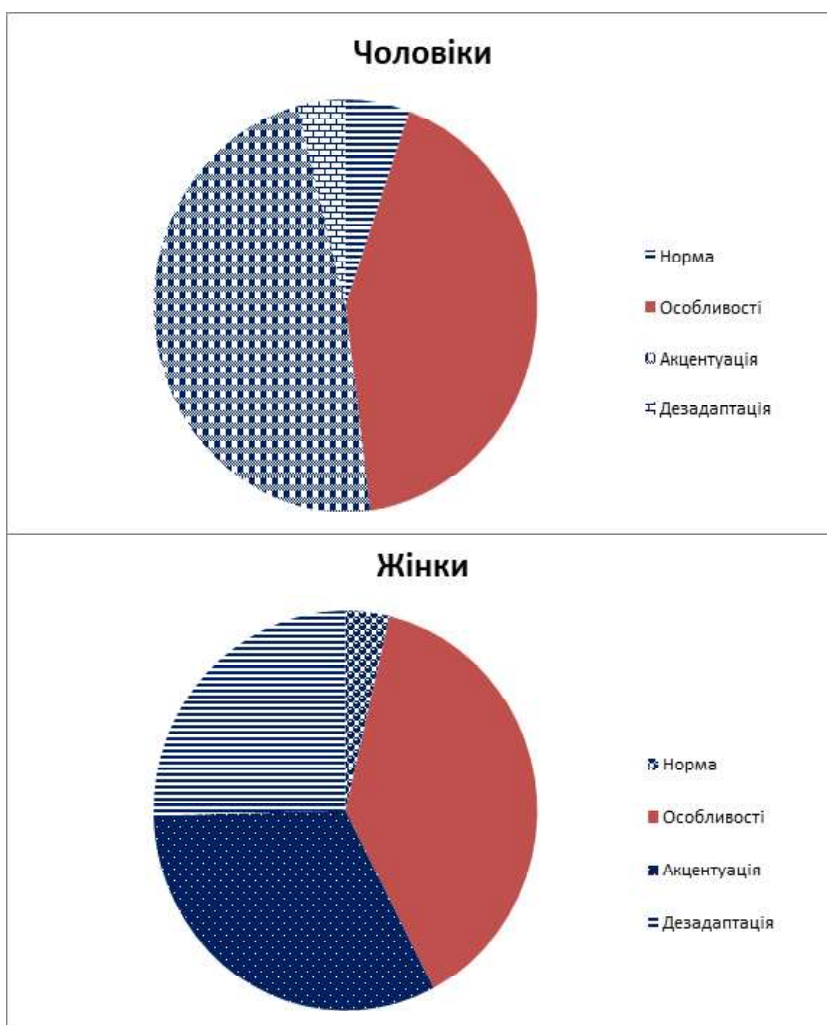 Чоловіки
Норма
Особливості
Акцентуація
Дезадаптація
Жінки
Норма
Особливості
Акцентуація
Дезадаптація